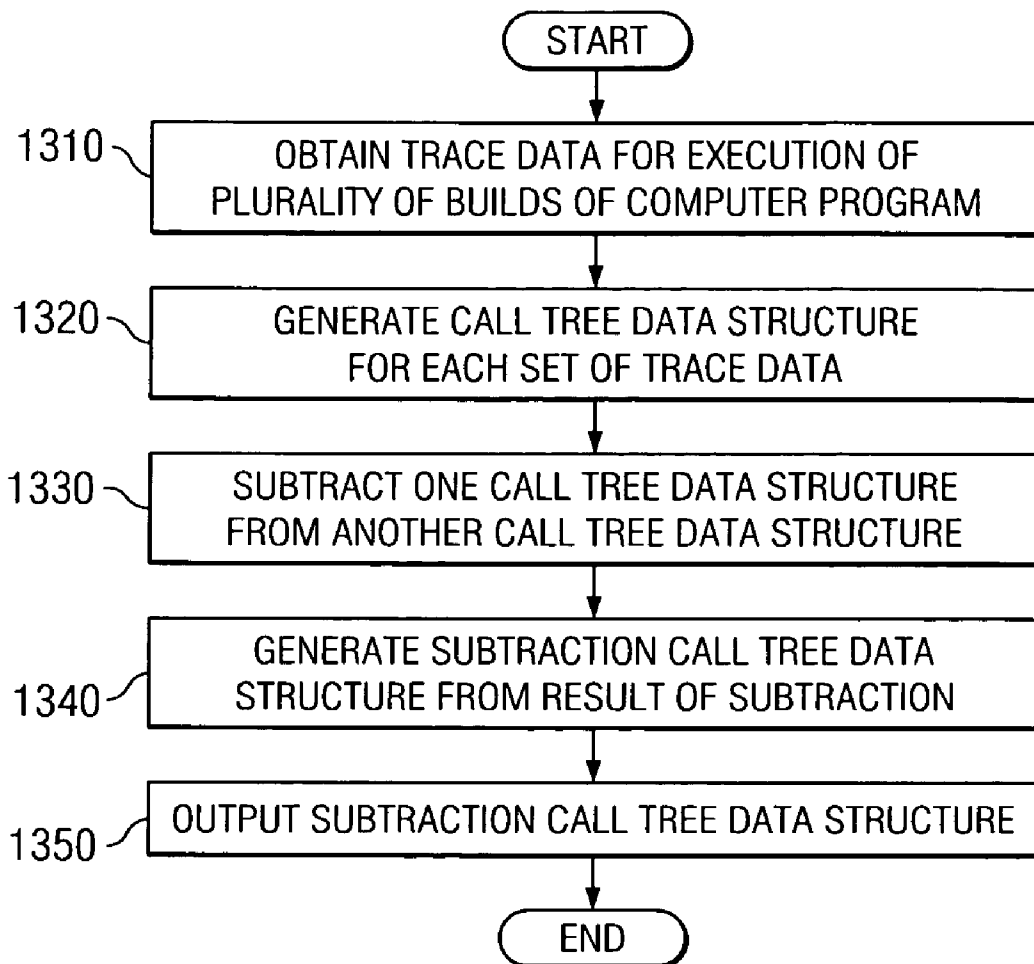 START
1310
OBTAIN TRACE DATA FOR EXECUTION OF
PLURALITY OF BUILDS OF COMPUTER PROGRAM
1320
GENERATE CALL TREE DATA STRUCTURE
FOR EACH SET OF TRACE DATA
1330
SUBTRACT ONE CALL TREE DATA STRUCTURE
FROM ANOTHER CALL TREE DATA STRUCTURE
1340
GENERATE SUBTRACTION CALL TREE DATA
STRUCTURE FROM RESULT OF SUBTRACTION
1350
OUTPUT SUBTRACTION CALL TREE DATA STRUCTURE
END